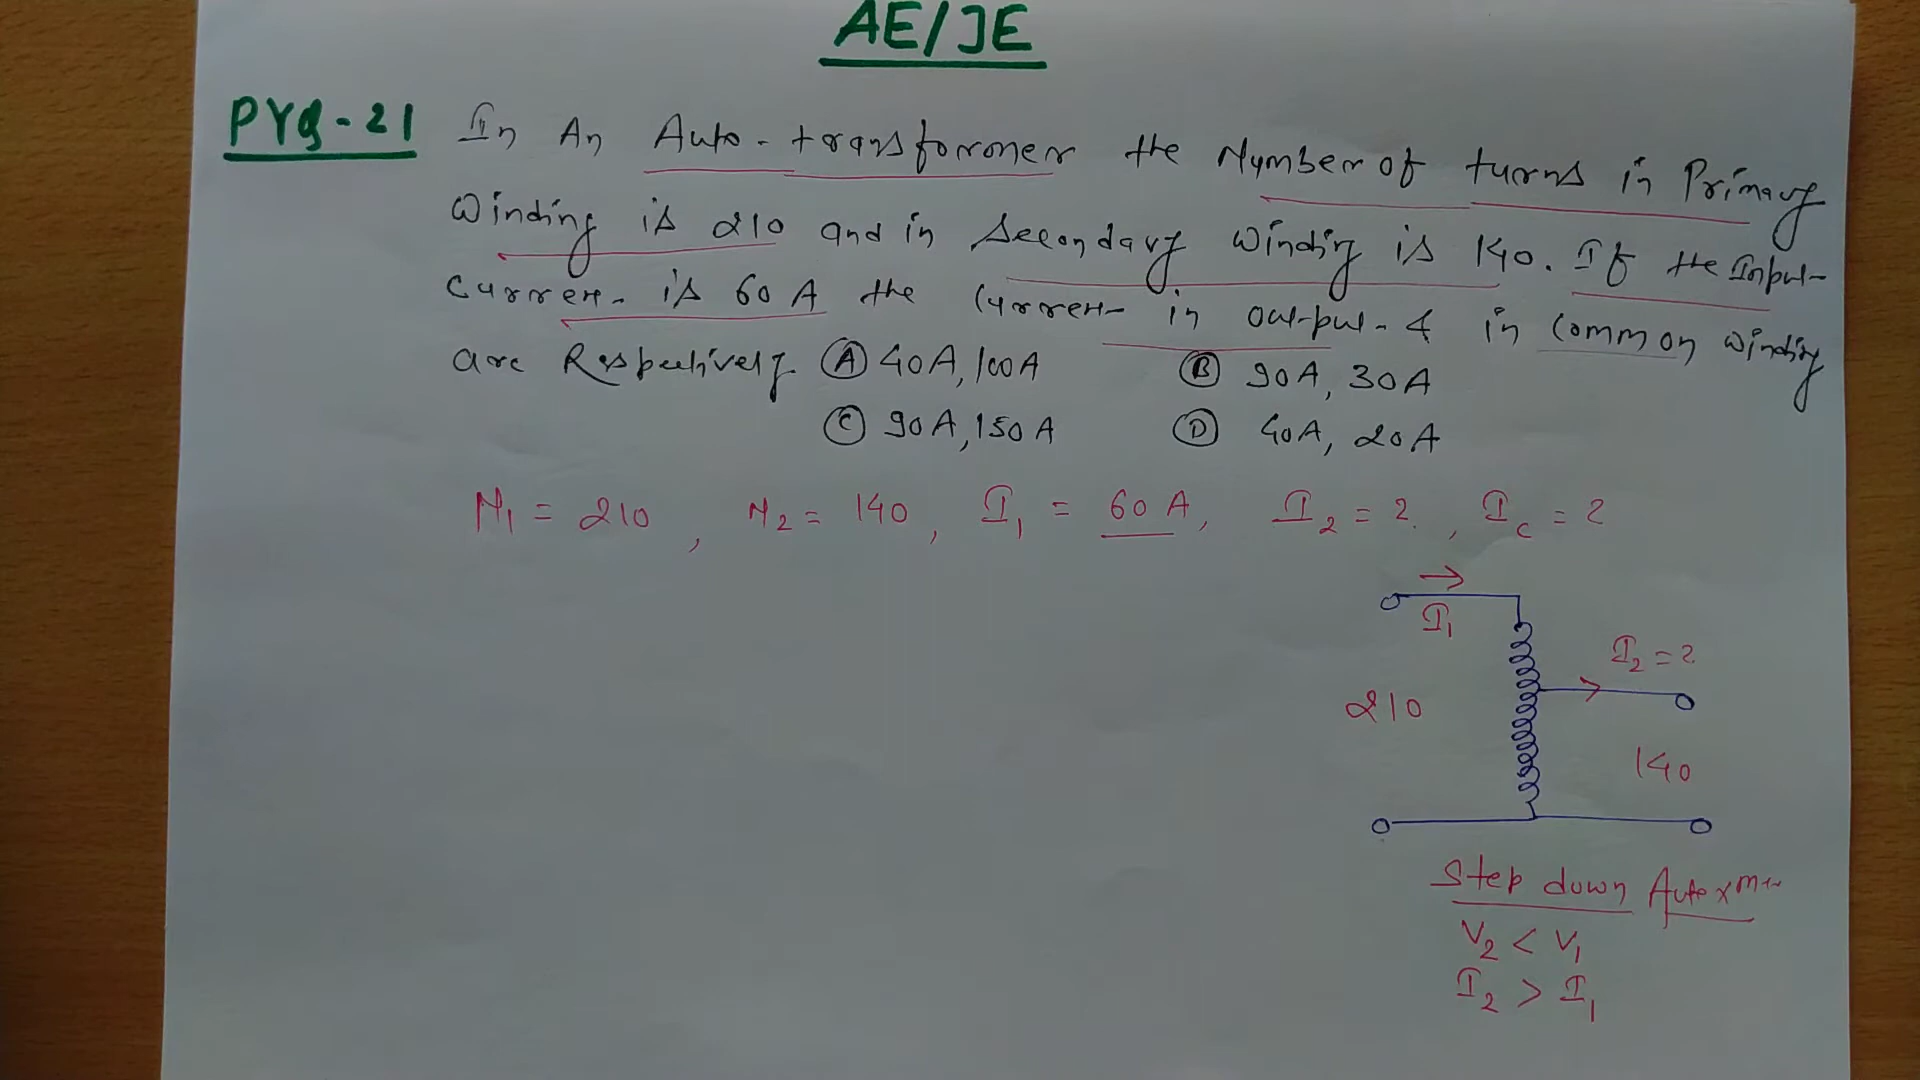 AE/JE
PYQ-21 In An Auto-transformer the Number of turns in Primary
Winding is 210 and in Secondary Winding is 140. If the Input
Current is 60 A the Current in output & in Common Winding
are Respectively. (A) 40A, 100A (B) 90A, 30A
(C) 90A, 150A (D) 40A, 20A
N1 = 210, N2 = 140, I1 = 60 A, I2 = ?, Ic = ?
I1
I2 = ?
210
140
Step down Autoxmr
V2 < V1
I2 > I1